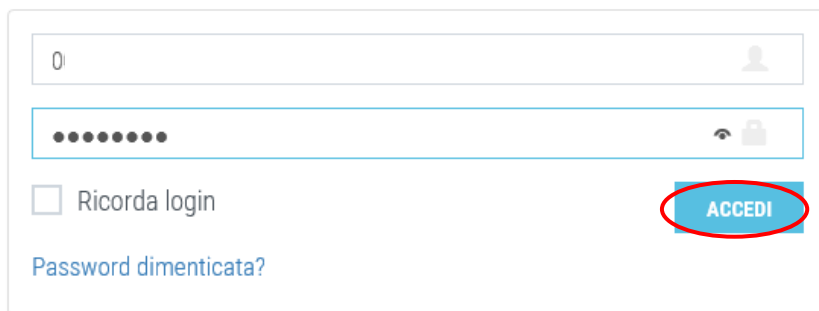 0
••••••••
Ricorda login
ACCEDI
Password dimenticata?